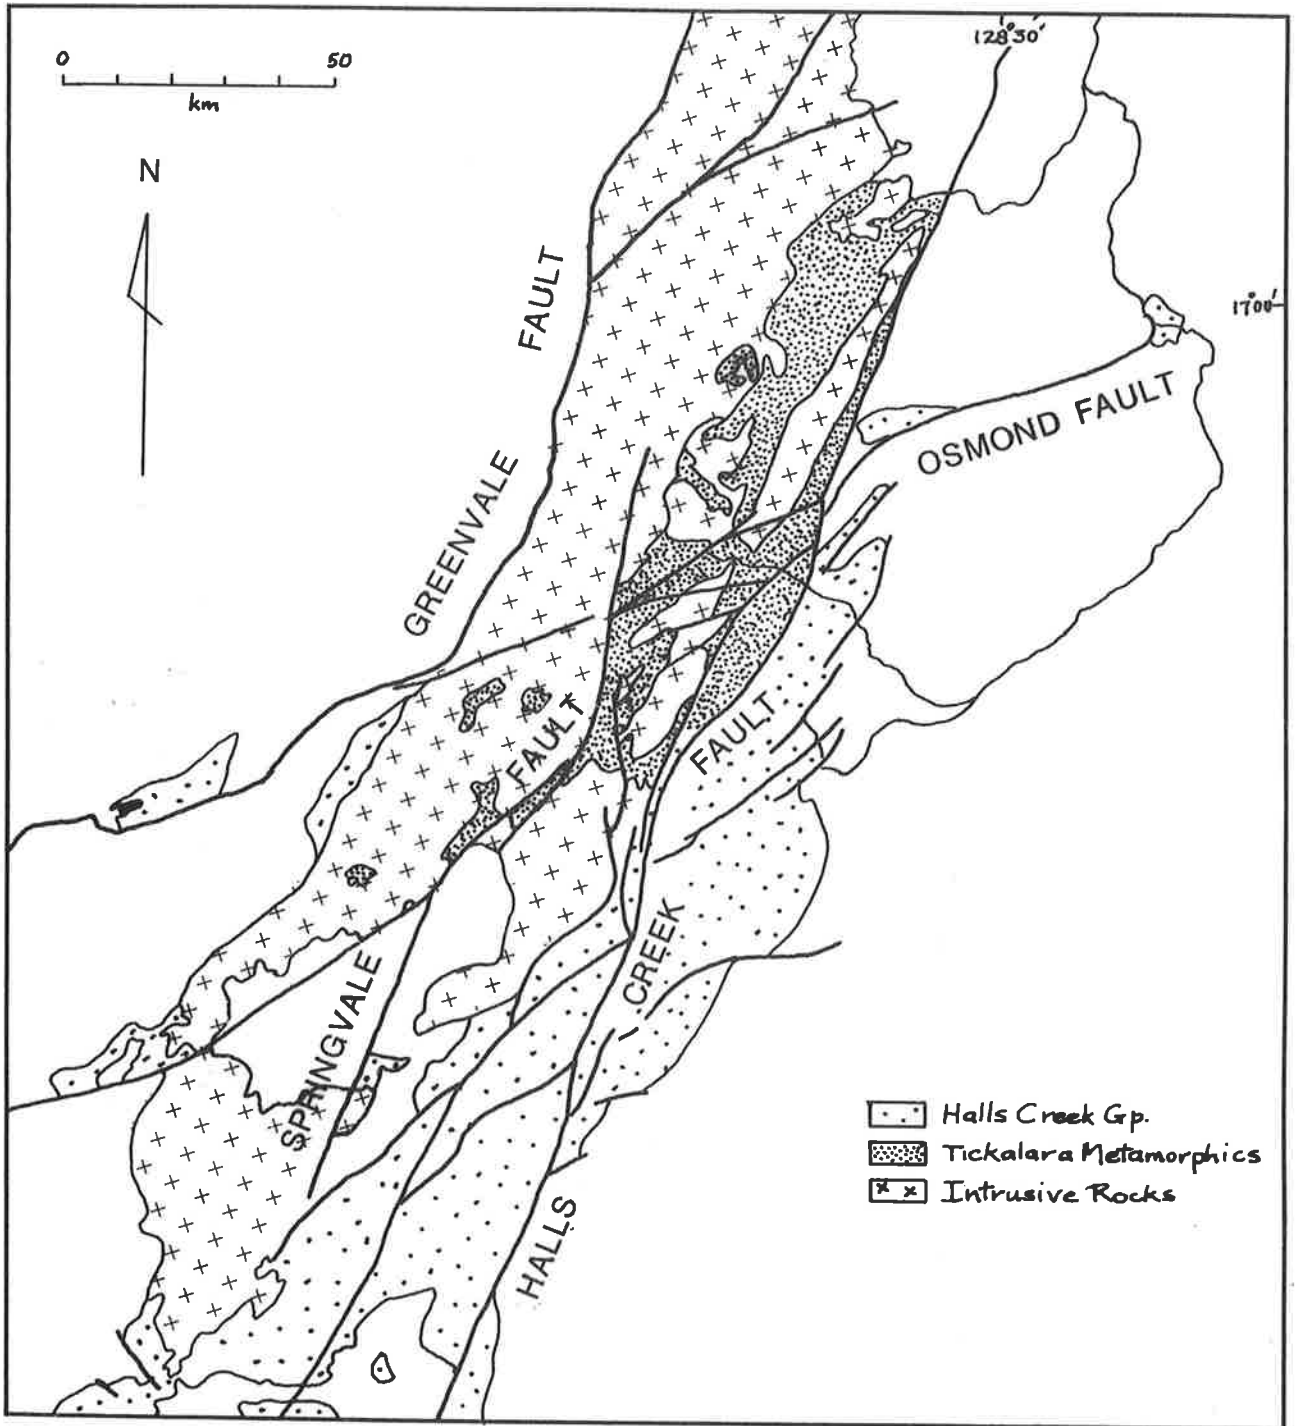 0 50
km
N
128°30'
17°00'
GREENVALE FAULT
OSMOND FAULT
SPRINGVALE FAULT
HALLS CREEK FAULT
Halls Creek Gp.
Tickalara Metamorphics
Intrusive Rocks